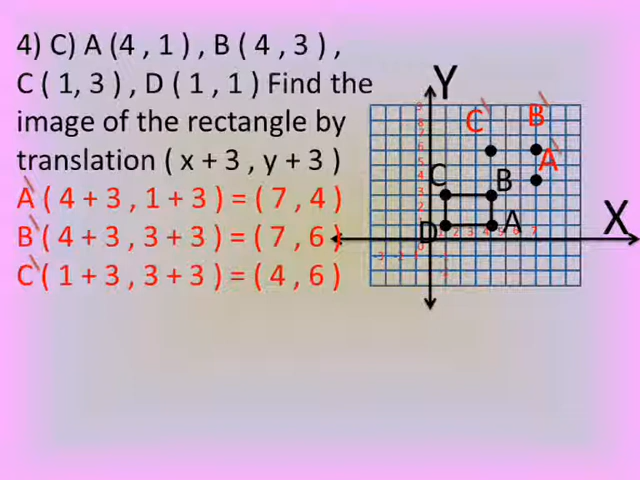 4) C) A (4 , 1 ) , B ( 4 , 3 ) ,
C ( 1, 3 ) , D ( 1 , 1 ) Find the
image of the rectangle by
translation ( x + 3 , y + 3 )
A\ ( 4 + 3 , 1 + 3 ) = ( 7 , 4 )
B\ ( 4 + 3 , 3 + 3 ) = ( 7 , 6 )
C\ ( 1 + 3 , 3 + 3 ) = ( 4 , 6 )
Y
C\ B\
A\
C B
D A
X